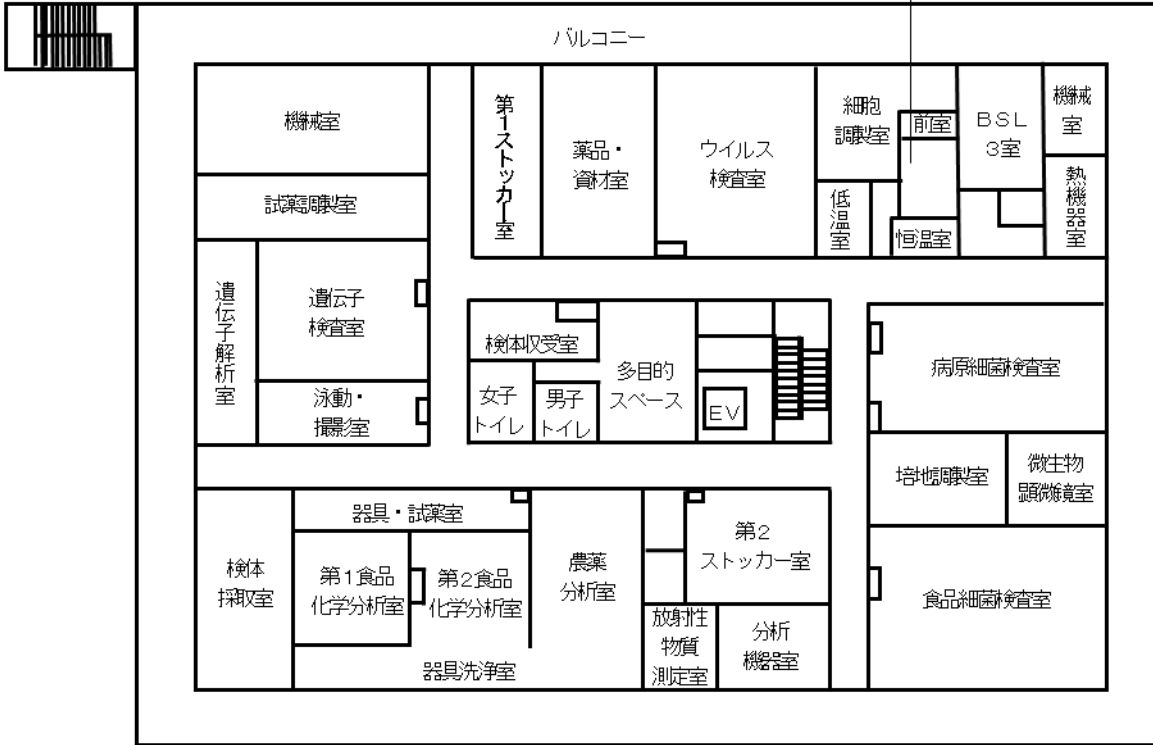 バルコニー
機械室
第1ストッカー室
薬品・
資材室
ウイルス
検査室
細胞
調製室
前室
BSL
3室
機械
室
試薬調製室
低温室
恒温室
熱機器室
遺伝子解析室
遺伝子
検査室
泳動・
撮影室
検体収受室
女子
トイレ
男子
トイレ
多目的
スペース
EV
病原細菌検査室
培地調製室
微生物
顕微鏡室
検体
採取室
器具・試薬室
第1食品
化学分析室
第2食品
化学分析室
農薬
分析室
第2
ストッカー室
食品細菌検査室
器具洗浄室
放射性
物質
測定室
分析
機器室